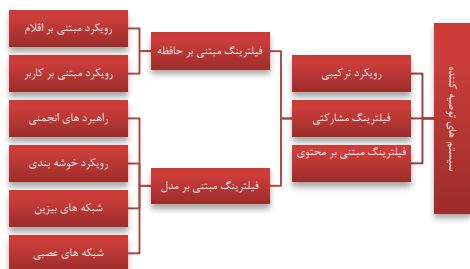 سیستم های توصیه کننده
رویکرد ترکیبی
فیلترینگ مشارکتی
فیلترینگ مبتنی بر محتوی
فیلترینگ مبتنی بر حافظه
فیلترینگ مبتنی بر مدل
رویکرد مبتنی بر اقلام
رویکرد مبتنی بر کاربر
راهبرد های انجمنی
رویکرد خوشه بندی
شبکه های بیزین
شبکه های عصبی